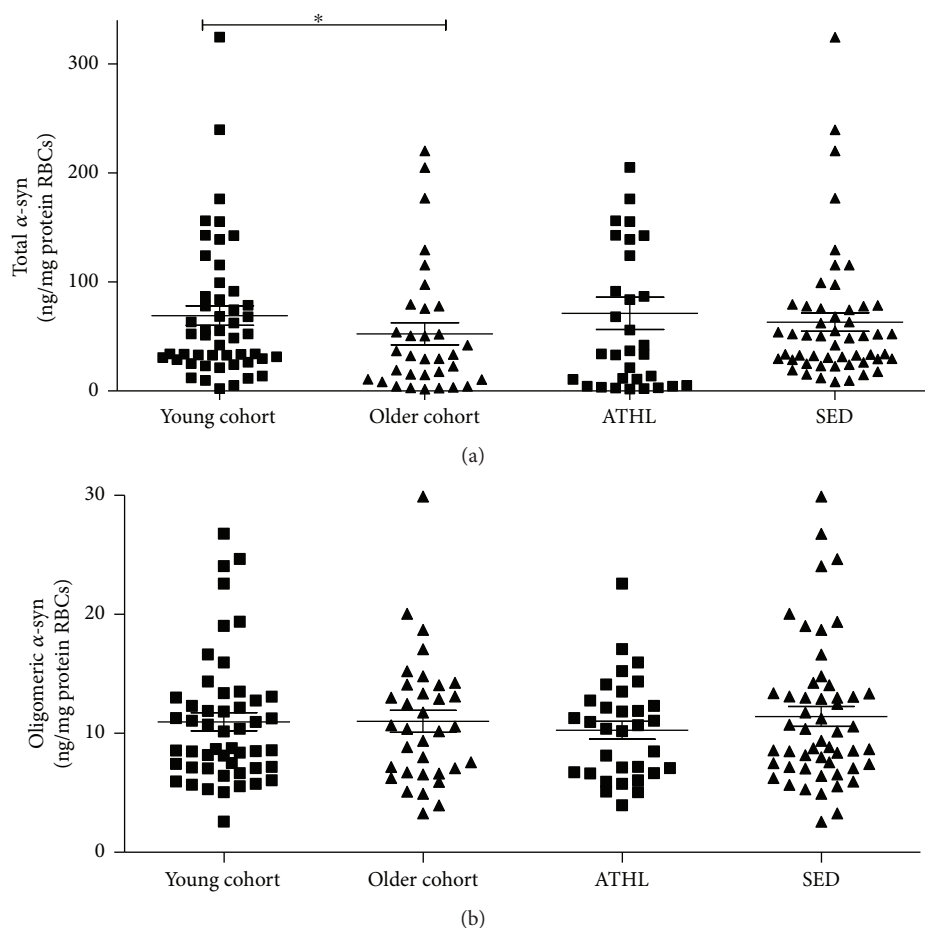 *
Total α-syn
(ng/mg protein RBCs)
300
200
100
0
Young cohort
Older cohort
ATHL
SED
(a)
Oligomeric α-syn
(ng/mg protein RBCs)
30
20
10
0
Young cohort
Older cohort
ATHL
SED
(b)